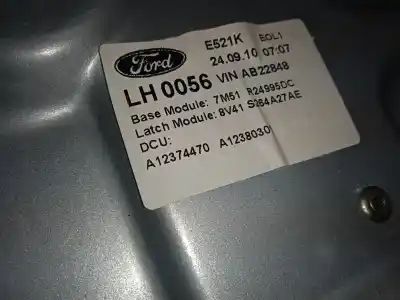 Ford
E521K EOL1
24.09.10 07:07
LH 0056 VIN AB22848
Base Module: 7M51 R24995DC
Latch Module: 8V41 S264A27AE
DCU:
A12374470 A1238030